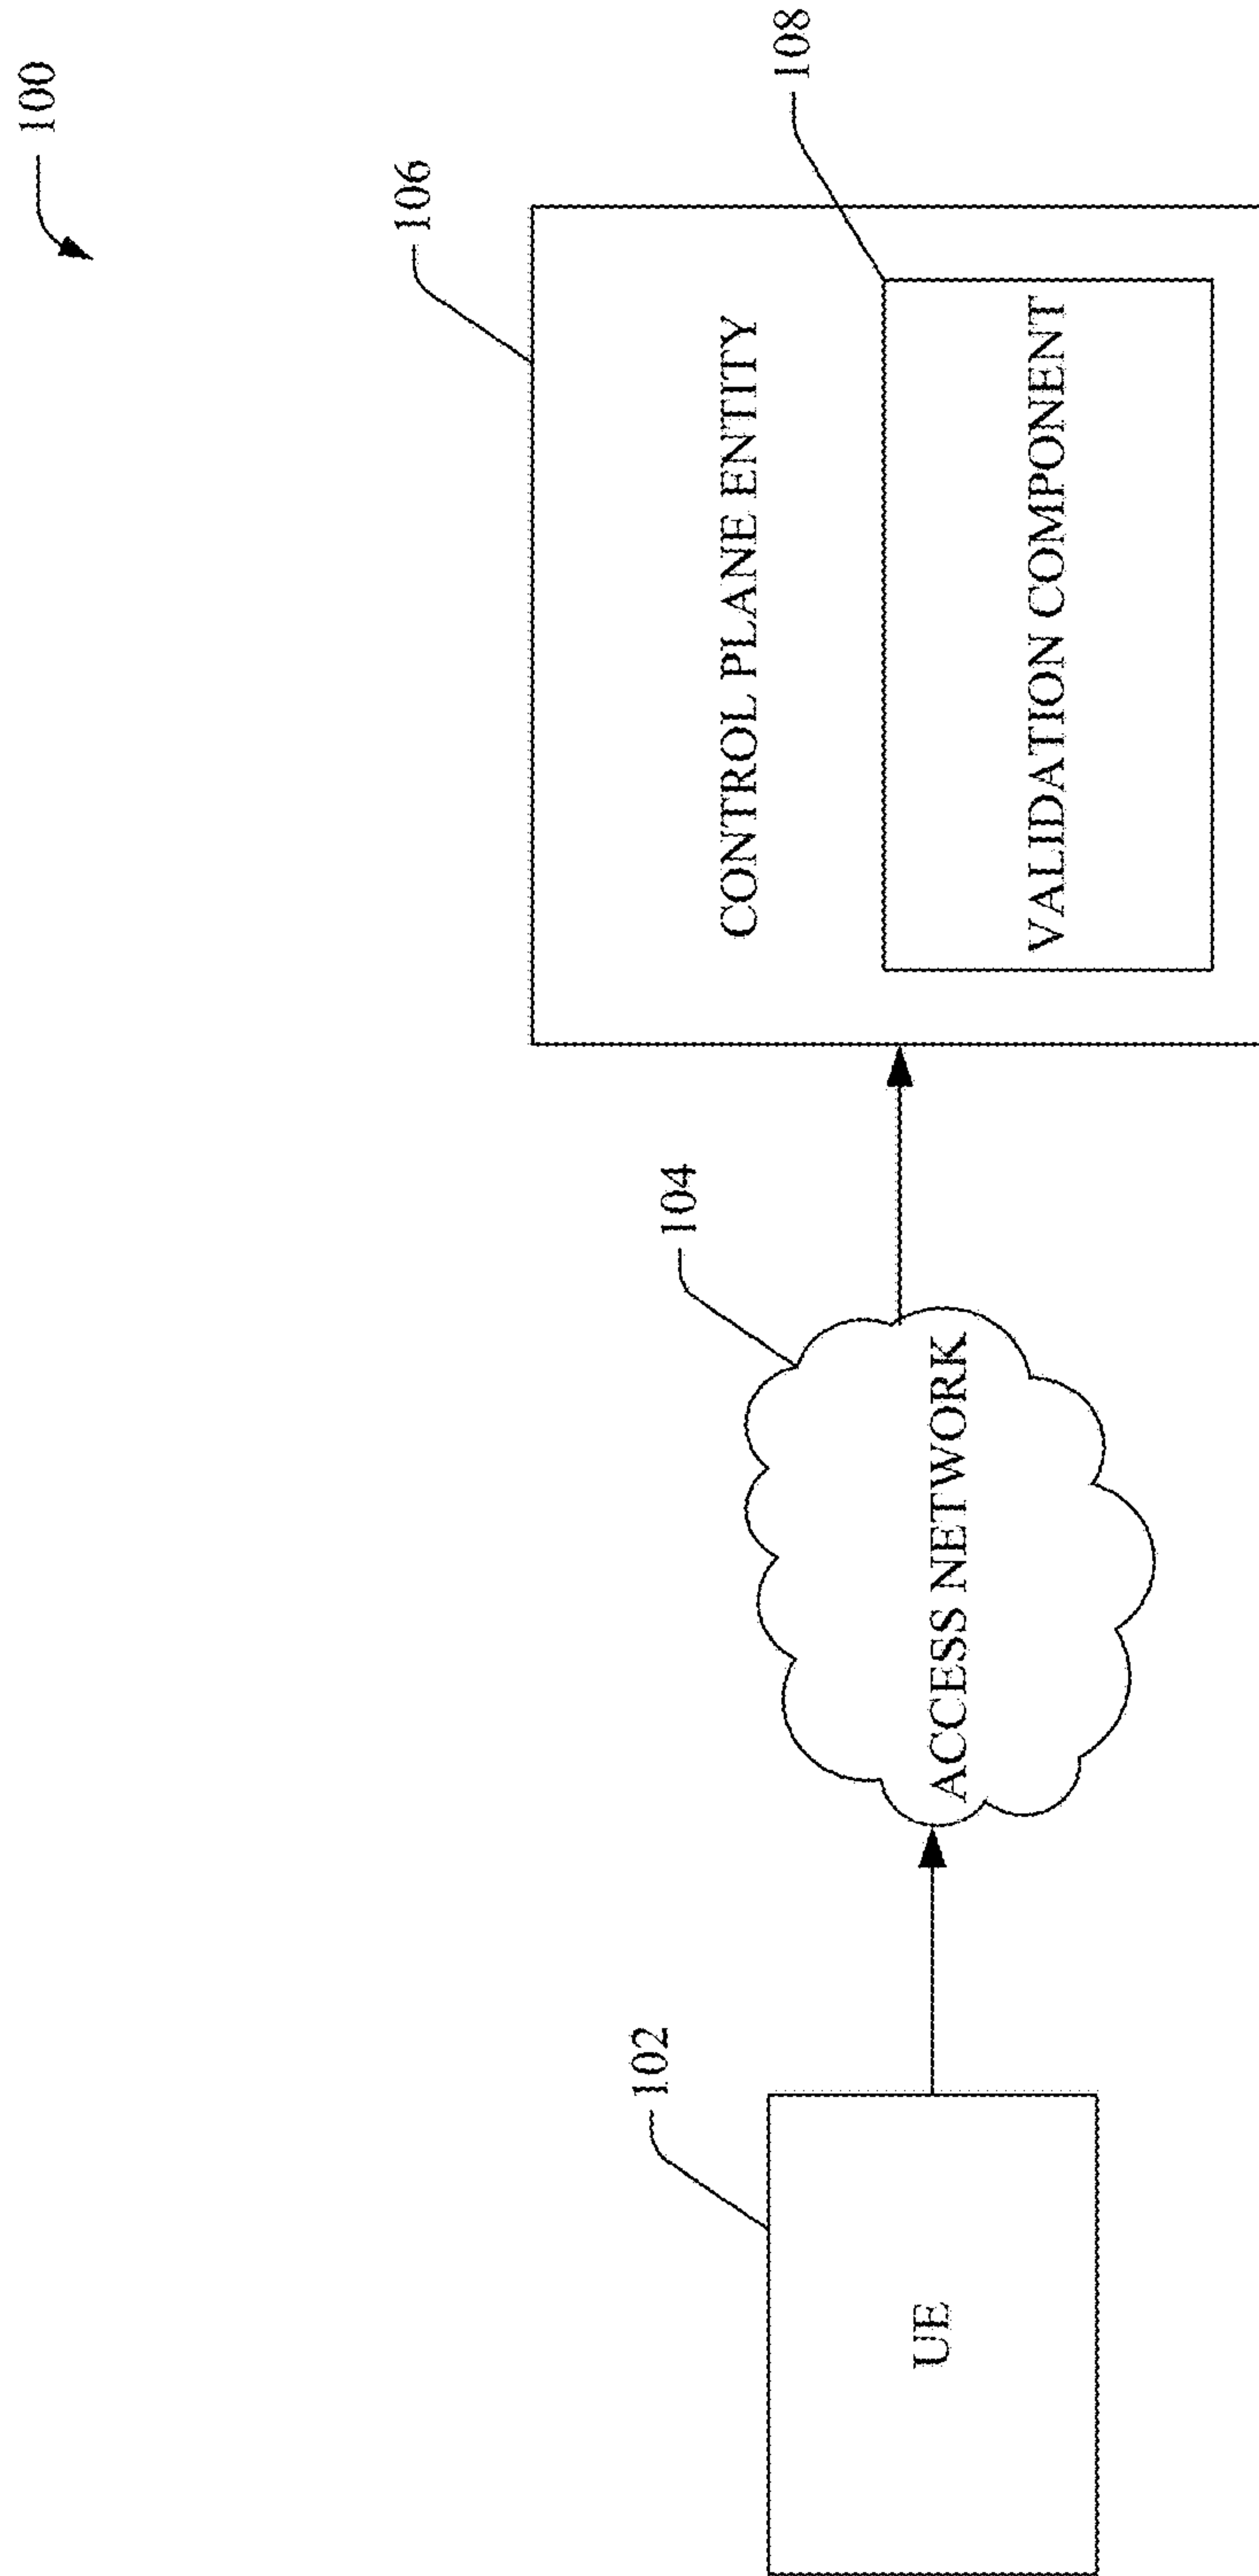 100
102
UE
104
ACCESS NETWORK
106
CONTROL PLANE ENTITY
108
VALIDATION COMPONENT